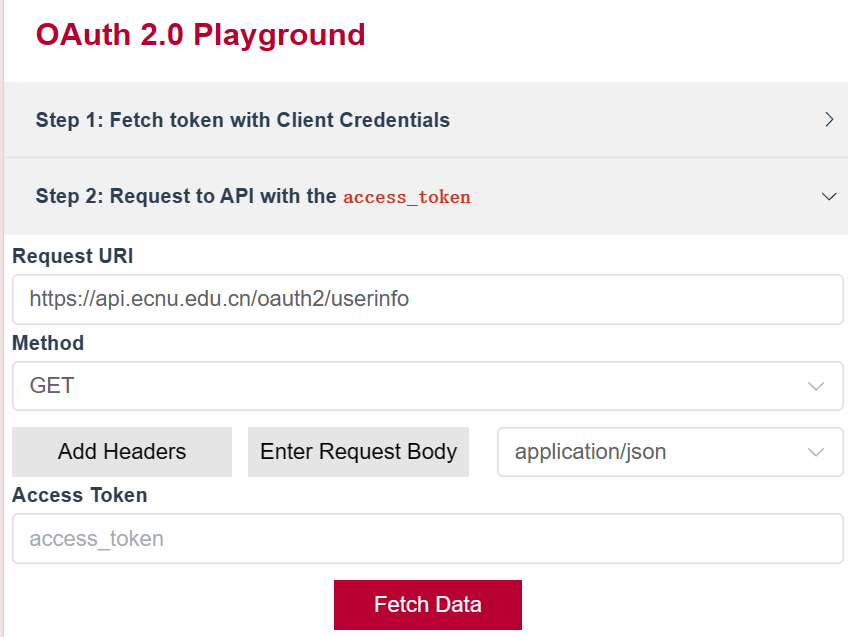 OAuth 2.0 Playground
Step 1: Fetch token with Client Credentials
Step 2: Request to API with the access_token
Request URI
https://api.ecnu.edu.cn/oauth2/userinfo
Method
GET
Add Headers Enter Request Body application/json
Access Token
access_token
Fetch Data